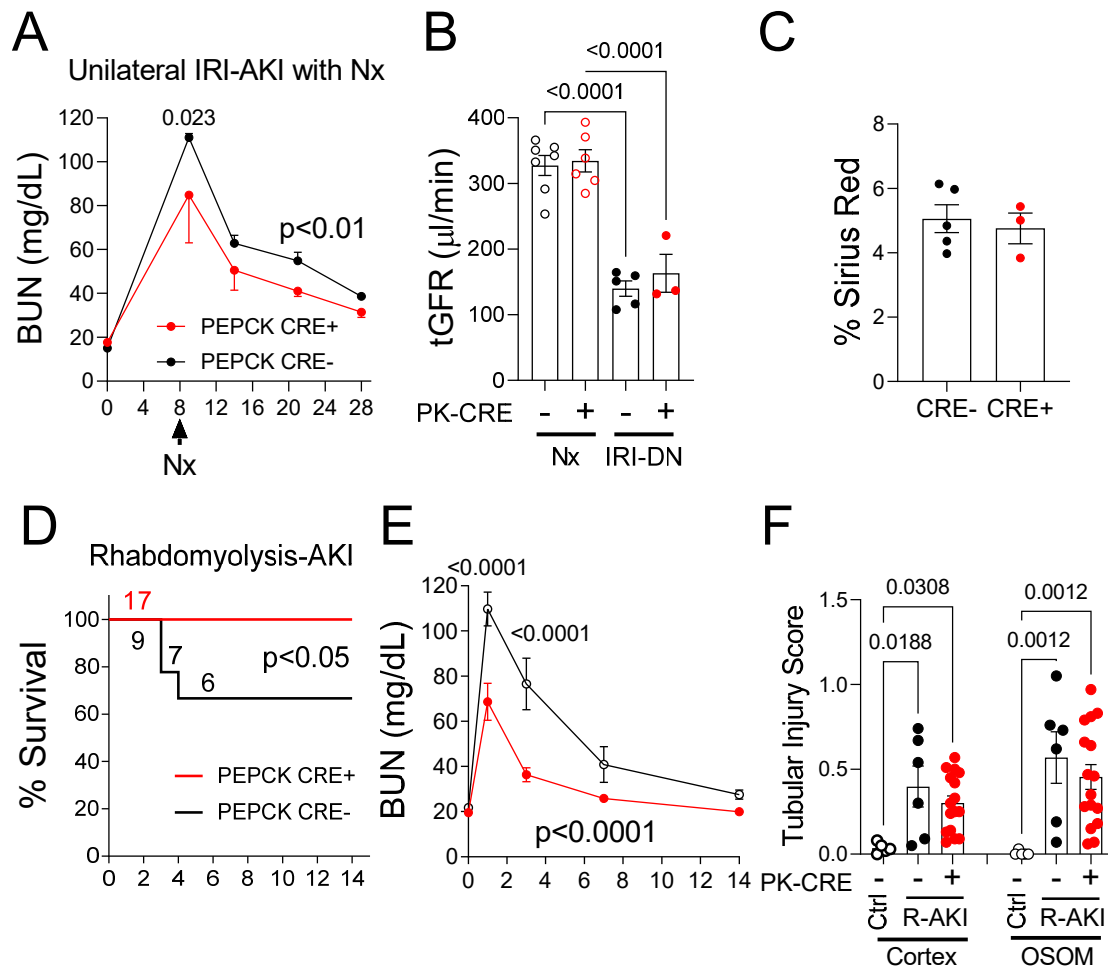 A
Unilateral IRI-AKI with Nx
BUN (mg/dL)
120
100
80
60
40
20
0
0.023
p<0.01
PEPCK CRE+
PEPCK CRE-
0 4 8 12 16 20 24 28
Nx
B
<0.0001
<0.0001
tGFR (μl/min)
400
300
200
100
0
PK-CRE - + - +
Nx IRI-DN
C
% Sirius Red
8
6
4
2
0
CRE- CRE+
D
Rhabdomyolysis-AKI
% Survival
100
80
60
40
20
0
17
9
7
6
p<0.05
PEPCK CRE+
PEPCK CRE-
0 2 4 6 8 10 12 14
E
BUN (mg/dL)
<0.0001
<0.0001
120
100
80
60
40
20
0
p<0.0001
0 2 4 6 8 10 12 14
F
Tubular Injury Score
1.5
1.0
0.5
0.0
0.0308
0.0188
0.0012
0.0012
PK-CRE - - + - - +
Ctrl R-AKI Ctrl R-AKI
Cortex OSOM